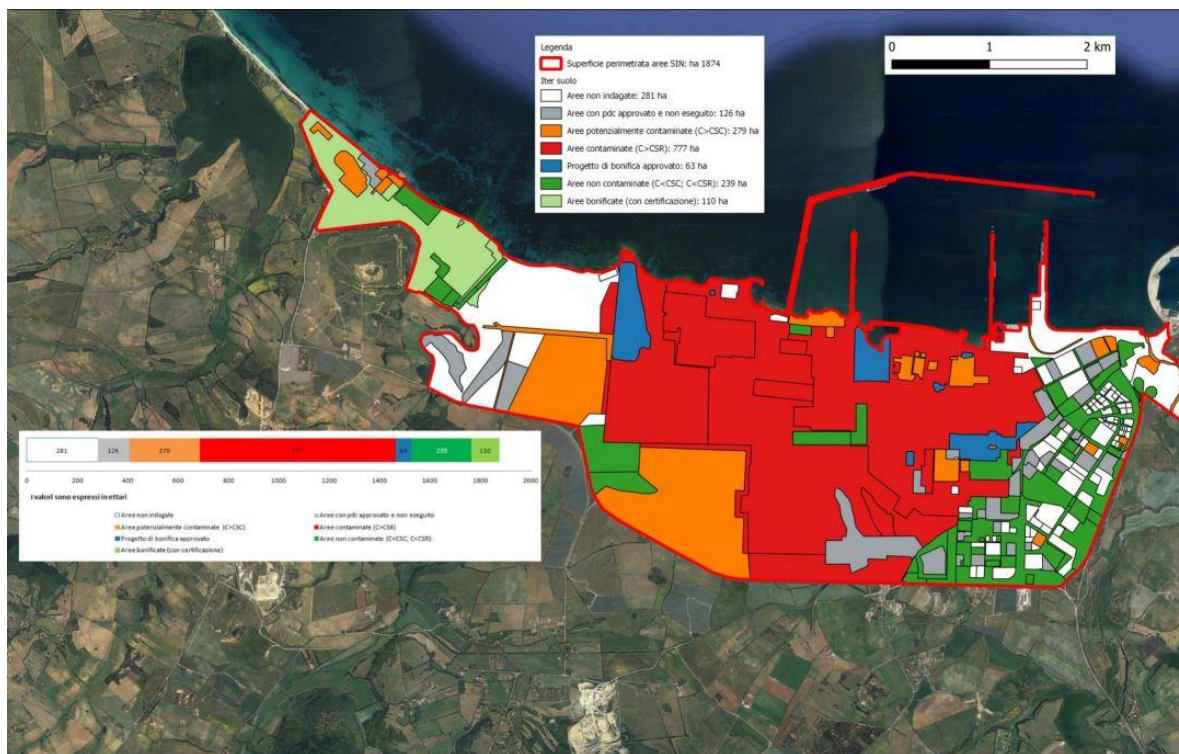 Legenda
Superficie perimetrata aree SIN: ha 1874
Iter suolo
Aree non indagate: 281 ha
Aree con pdc approvato e non eseguito: 126 ha
Aree potenzialmente contaminate (C>CSC): 279 ha
Aree contaminate (C>CSR): 777 ha
Progetto di bonifica approvato: 63 ha
Aree non contaminate (C<CSC; C<CSR): 239 ha
Aree bonificate (con certificazione): 110 ha
0 1 2 km
281 126 279 777 63 239 110
0 200 400 600 800 1000 1200 1400 1600 1800 2000
I valori sono espressi in ettari
Aree non indagate Aree con pdc approvato e non eseguito
Aree potenzialmente contaminate (C>CSC) Aree contaminate (C>CSR)
Progetto di bonifica approvato Aree non contaminate (C<CSC; C<CSR)
Aree bonificate (con certificazione)